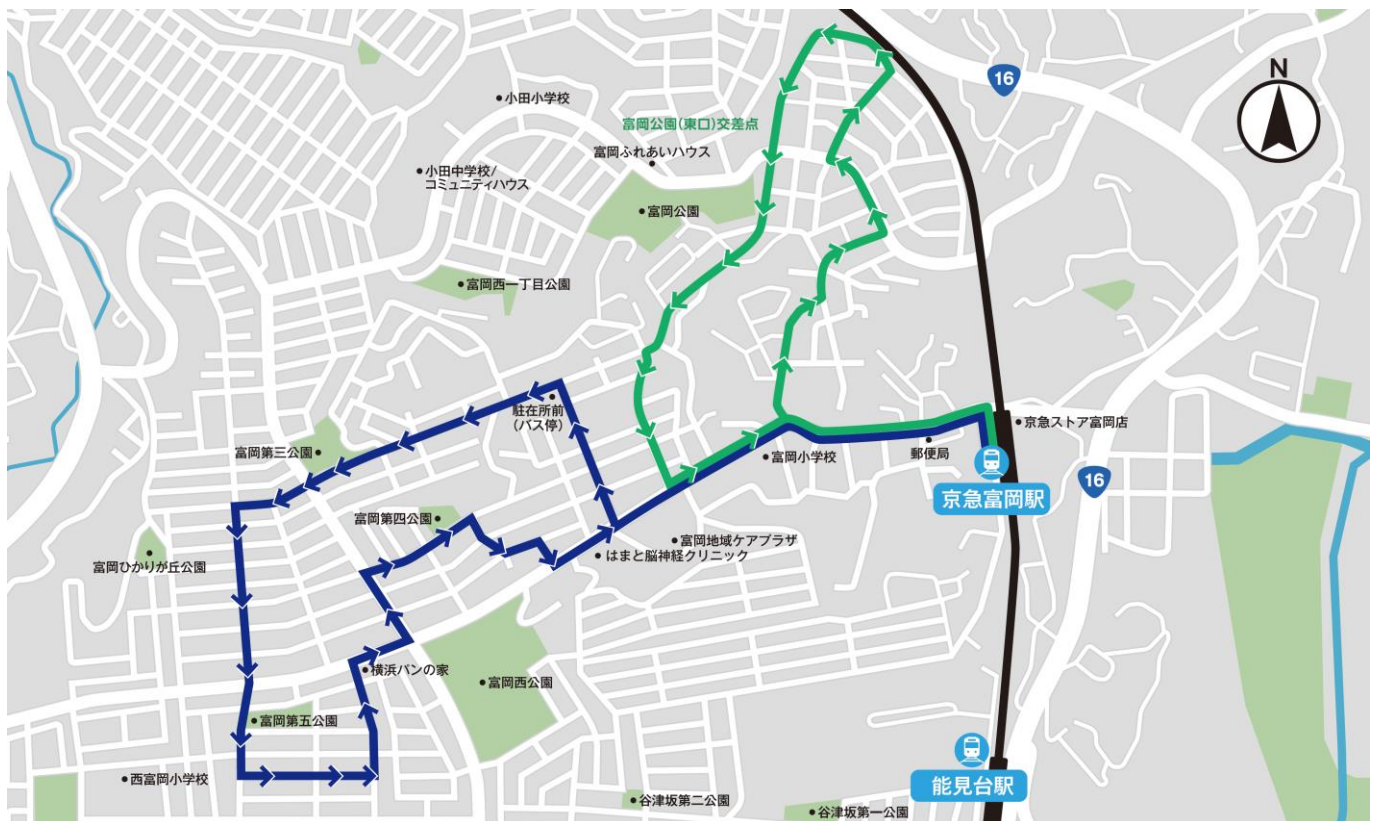 N
16
小田小学校
富岡公園(東口)交差点
富岡ふれあいハウス
小田中学校/
コミュニティハウス
富岡公園
富岡西一丁目公園
駐在所前
(バス停)
京急ストア富岡店
富岡第三公園
富岡小学校
郵便局
京急富岡駅
16
富岡第四公園
富岡地域ケアプラザ
はまと脳神経クリニック
富岡ひかりが丘公園
横浜パンの家
富岡西公園
富岡第五公園
西富岡小学校
能見台駅
谷津坂第二公園
谷津坂第一公園